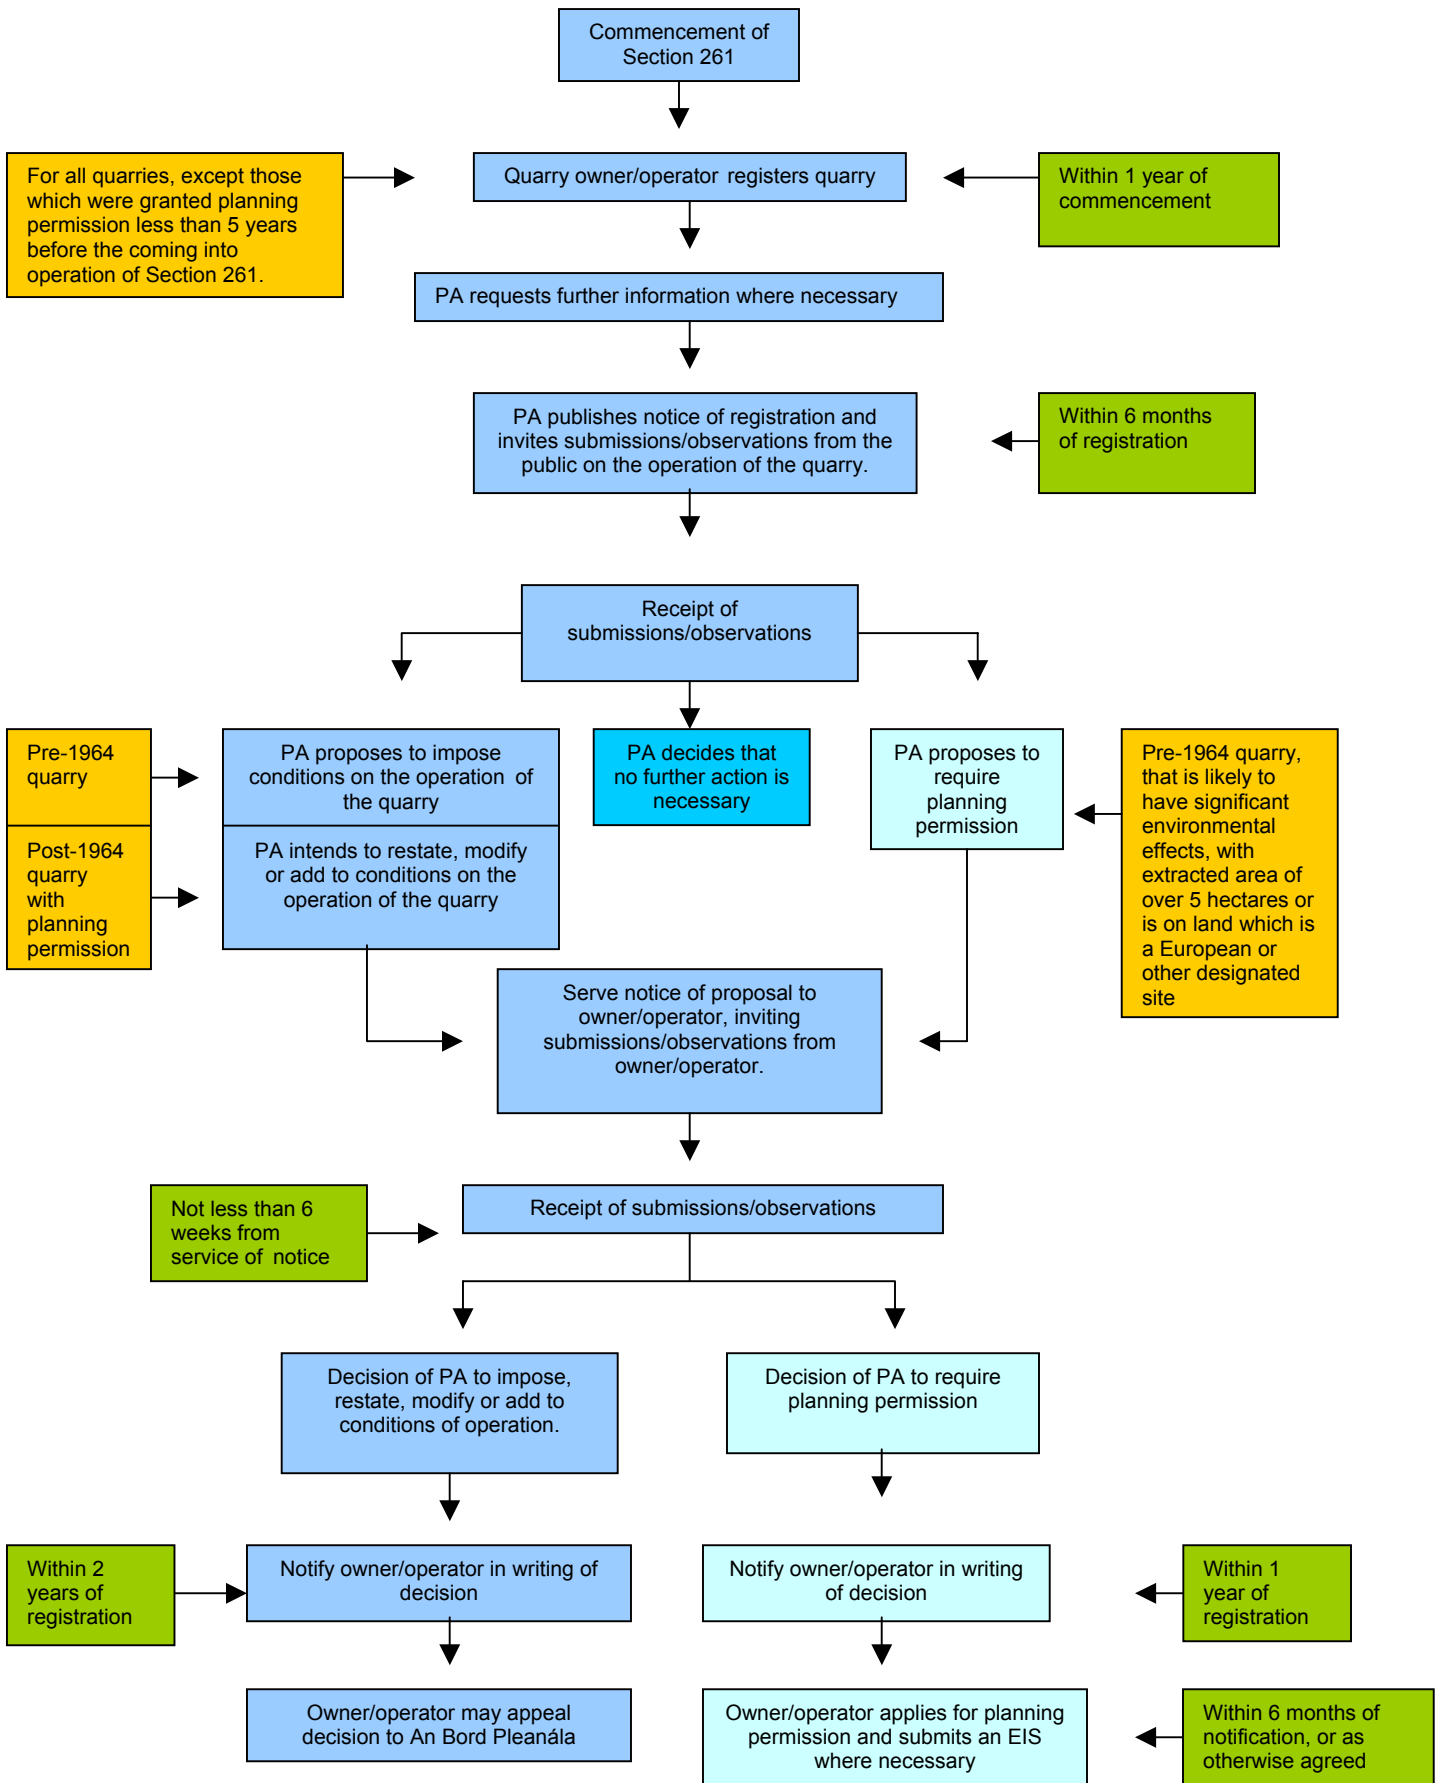 Commencement of
Section 261
For all quarries, except those
which were granted planning
permission less than 5 years
before the coming into
operation of Section 261.
Quarry owner/operator registers quarry
Within 1 year of
commencement
PA requests further information where necessary
PA publishes notice of registration and
invites submissions/observations from the
public on the operation of the quarry.
Within 6 months
of registration
Receipt of
submissions/observations
Pre-1964
quarry
PA proposes to impose
conditions on the operation of
the quarry
PA decides that
no further action is
necessary
PA proposes to
require
planning
permission
Pre-1964 quarry,
that is likely to
have significant
environmental
effects, with
extracted area of
over 5 hectares or
is on land which is
a European or
other designated
site
Post-1964
quarry
with
planning
permission
PA intends to restate, modify
or add to conditions on the
operation of the quarry
Serve notice of proposal to
owner/operator, inviting
submissions/observations from
owner/operator.
Not less than 6
weeks from
service of notice
Receipt of submissions/observations
Decision of PA to impose,
restate, modify or add to
conditions of operation.
Decision of PA to require
planning permission
Within 2
years of
registration
Notify owner/operator in writing of
decision
Notify owner/operator in writing
of decision
Within 1
year of
registration
Owner/operator may appeal
decision to An Bord Pleanála
Owner/operator applies for planning
permission and submits an EIS
where necessary
Within 6 months of
notification, or as
otherwise agreed